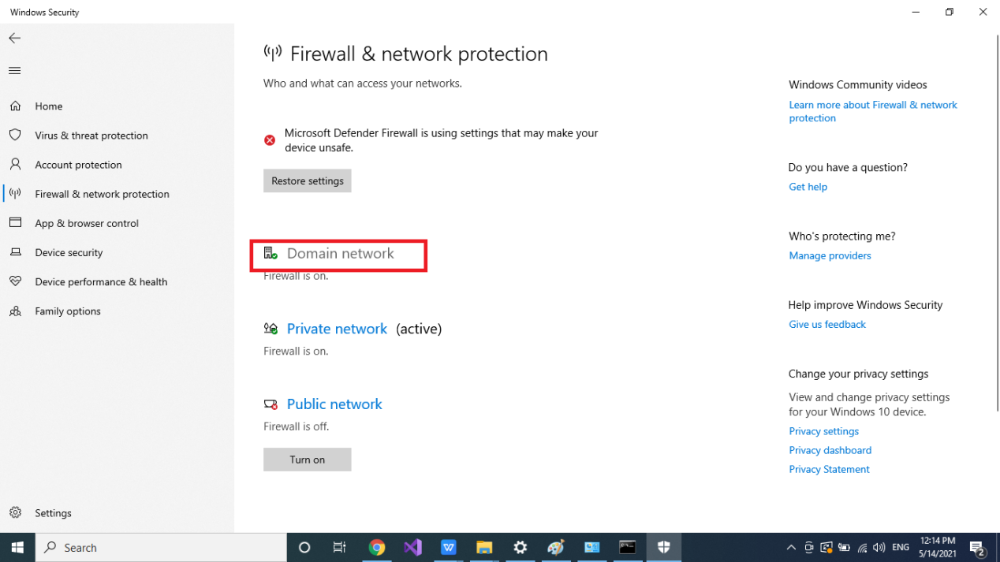 Windows Security
Home
Virus & threat protection
Account protection
Firewall & network protection
App & browser control
Device security
Device performance & health
Family options
Settings
Firewall & network protection
Who and what can access your networks.
Microsoft Defender Firewall is using settings that may make your
device unsafe.
Restore settings
Domain network
Firewall is on.
Private network (active)
Firewall is on.
Public network
Firewall is off.
Turn on
Windows Community videos
Learn more about Firewall & network
protection
Do you have a question?
Get help
Who's protecting me?
Manage providers
Help improve Windows Security
Give us feedback
Change your privacy settings
View and change privacy settings
for your Windows 10 device.
Privacy settings
Privacy dashboard
Privacy Statement
Search
ENG
12:14 PM
5/14/2021
2